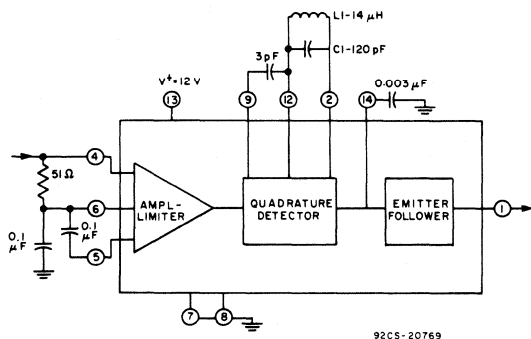 L1-14 μH
C1-120 pF
3pF
0.003 μF
V⁺=12 V
9
12
2
14
13
4
51Ω
6
5
0.1
μF
0.1
μF
AMPL-
LIMITER
QUADRATURE
DETECTOR
EMITTER
FOLLOWER
1
7
8
92CS-20769